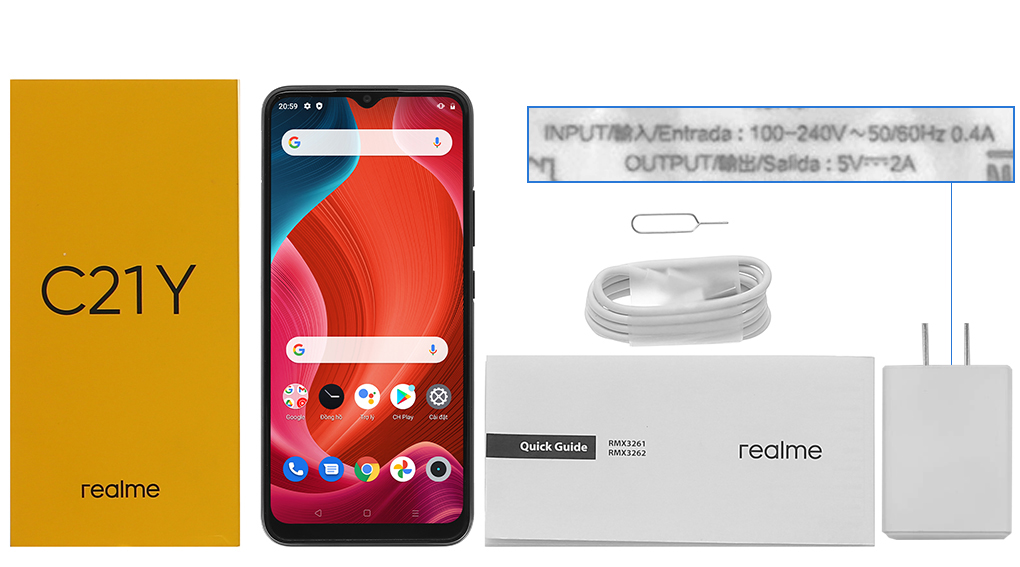 C21Y
realme
20:59
Google
Đồng hồ
Trợ lý
CH Play
Cài đặt
INPUT/輸入/Entrada : 100-240V~50/60Hz 0.4A
OUTPUT/輸出/Salida : 5V⎓2A
Quick Guide
RMX3261
RMX3262
realme